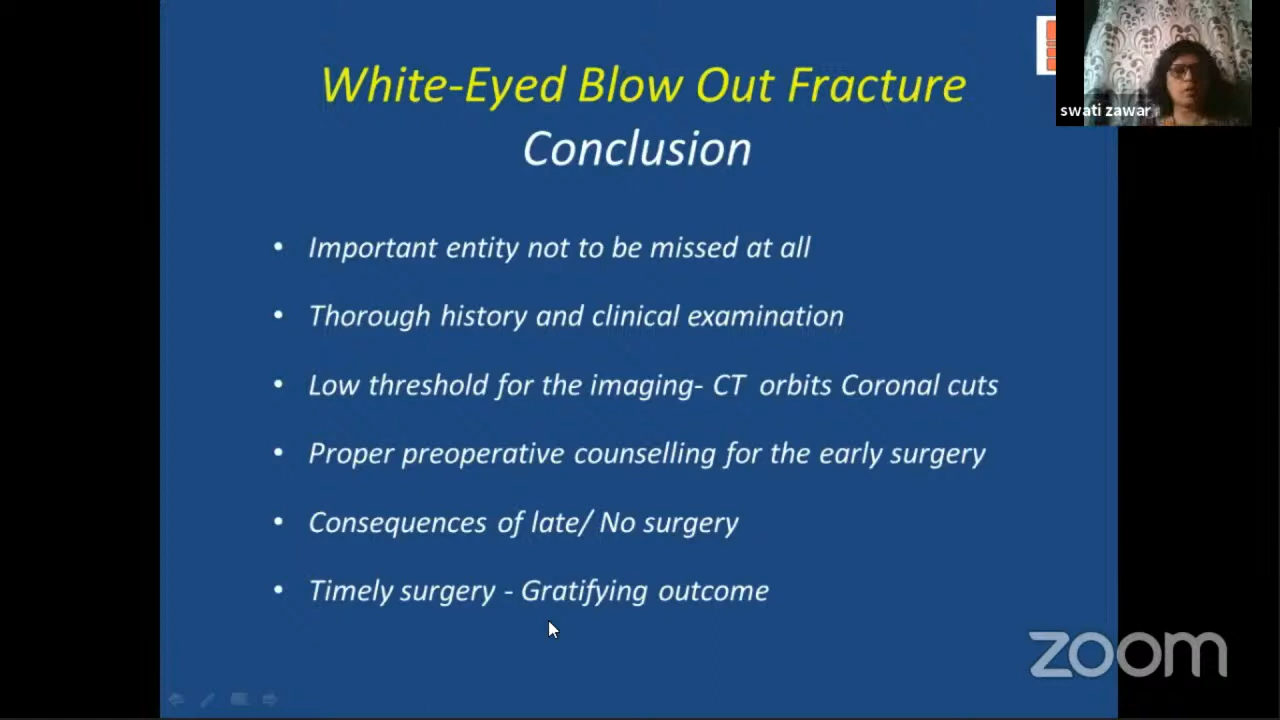 White-Eyed Blow Out Fracture
Conclusion
swati zawar
• Important entity not to be missed at all
• Thorough history and clinical examination
• Low threshold for the imaging- CT orbits Coronal cuts
• Proper preoperative counselling for the early surgery
• Consequences of late/ No surgery
• Timely surgery - Gratifying outcome
zoom